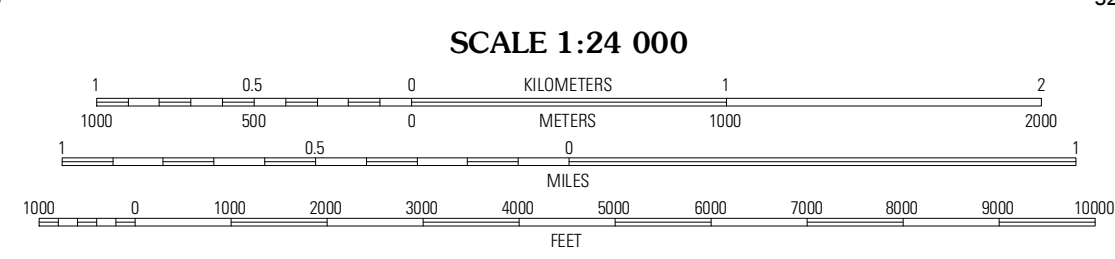 SCALE 1:24 000
1 0.5 0 KILOMETERS 1 2
1000 500 0 METERS 1000 2000
1 0.5 0 1
MILES
1000 0 1000 2000 3000 4000 5000 6000 7000 8000 9000 10000
FEET